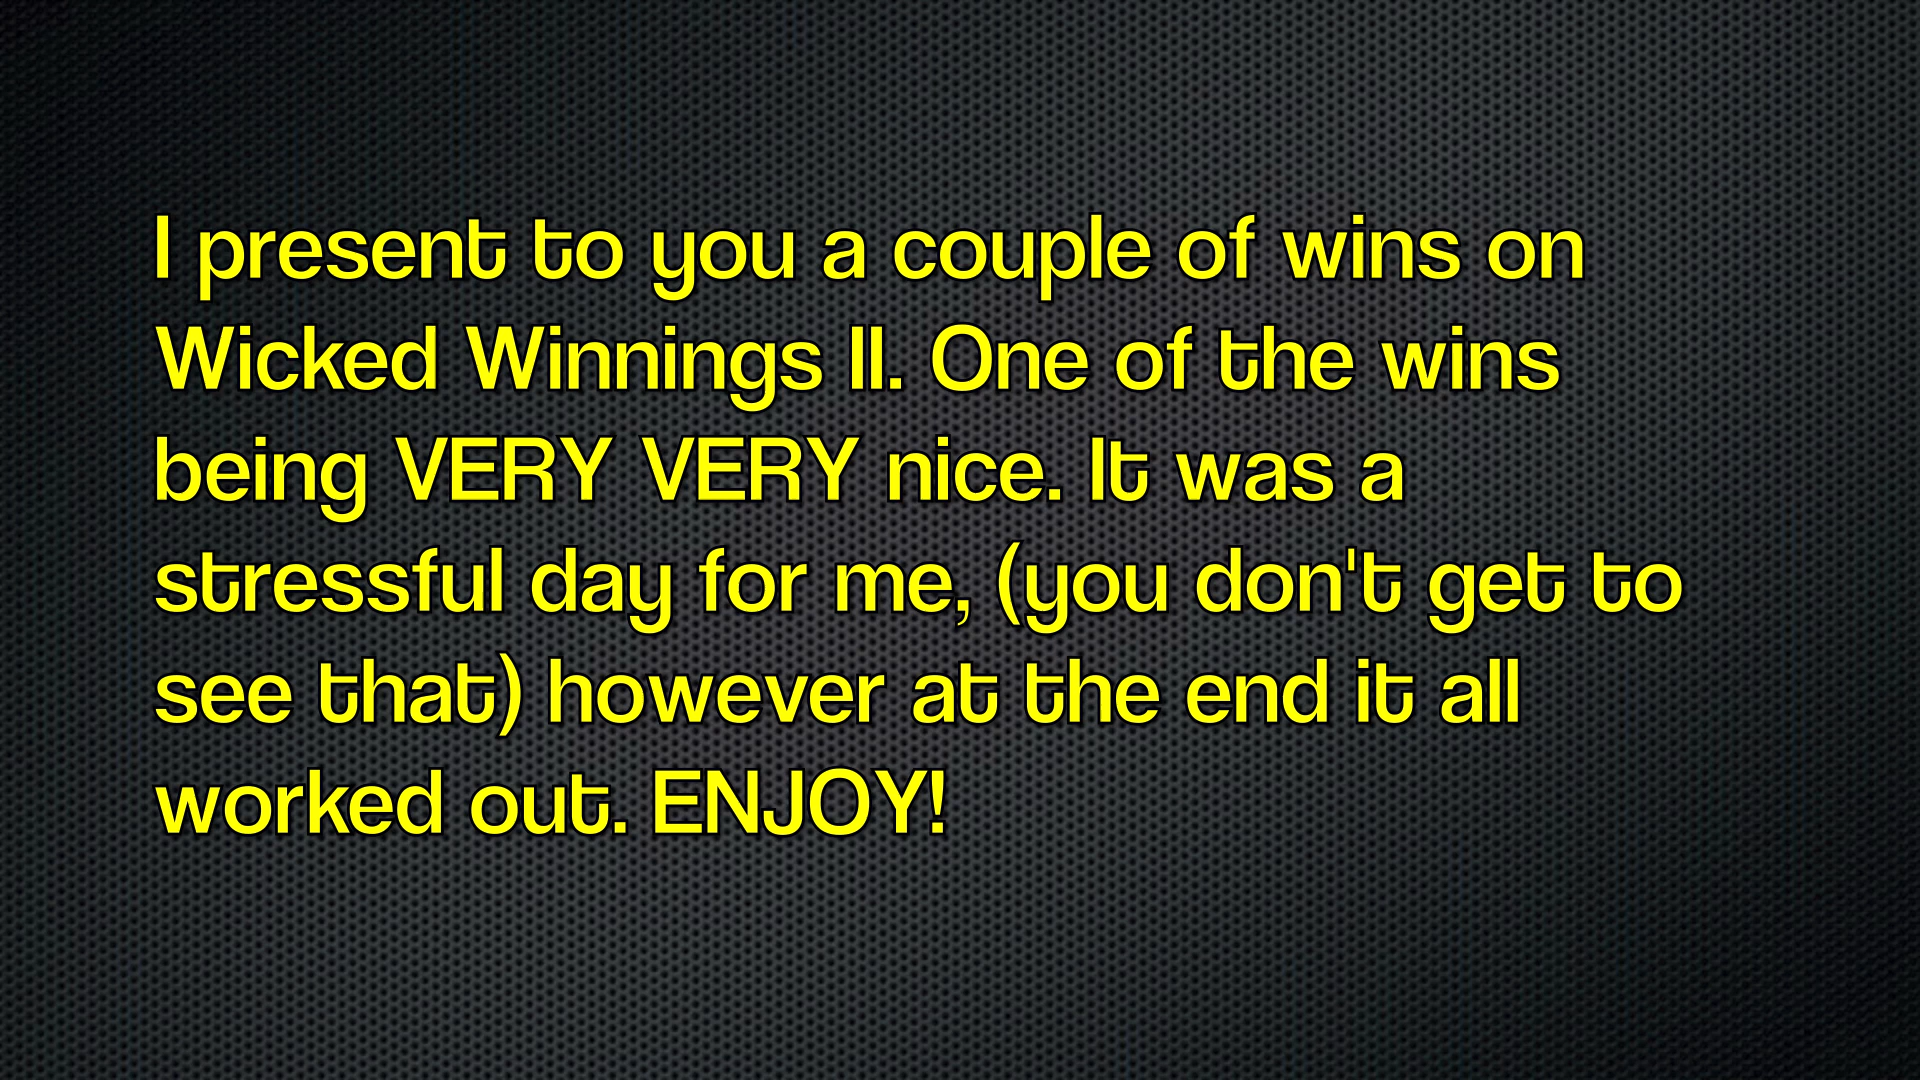 I present to you a couple of wins on
Wicked Winnings II. One of the wins
being VERY VERY nice. It was a
stressful day for me, (you don't get to
see that) however at the end it all
worked out. ENJOY!